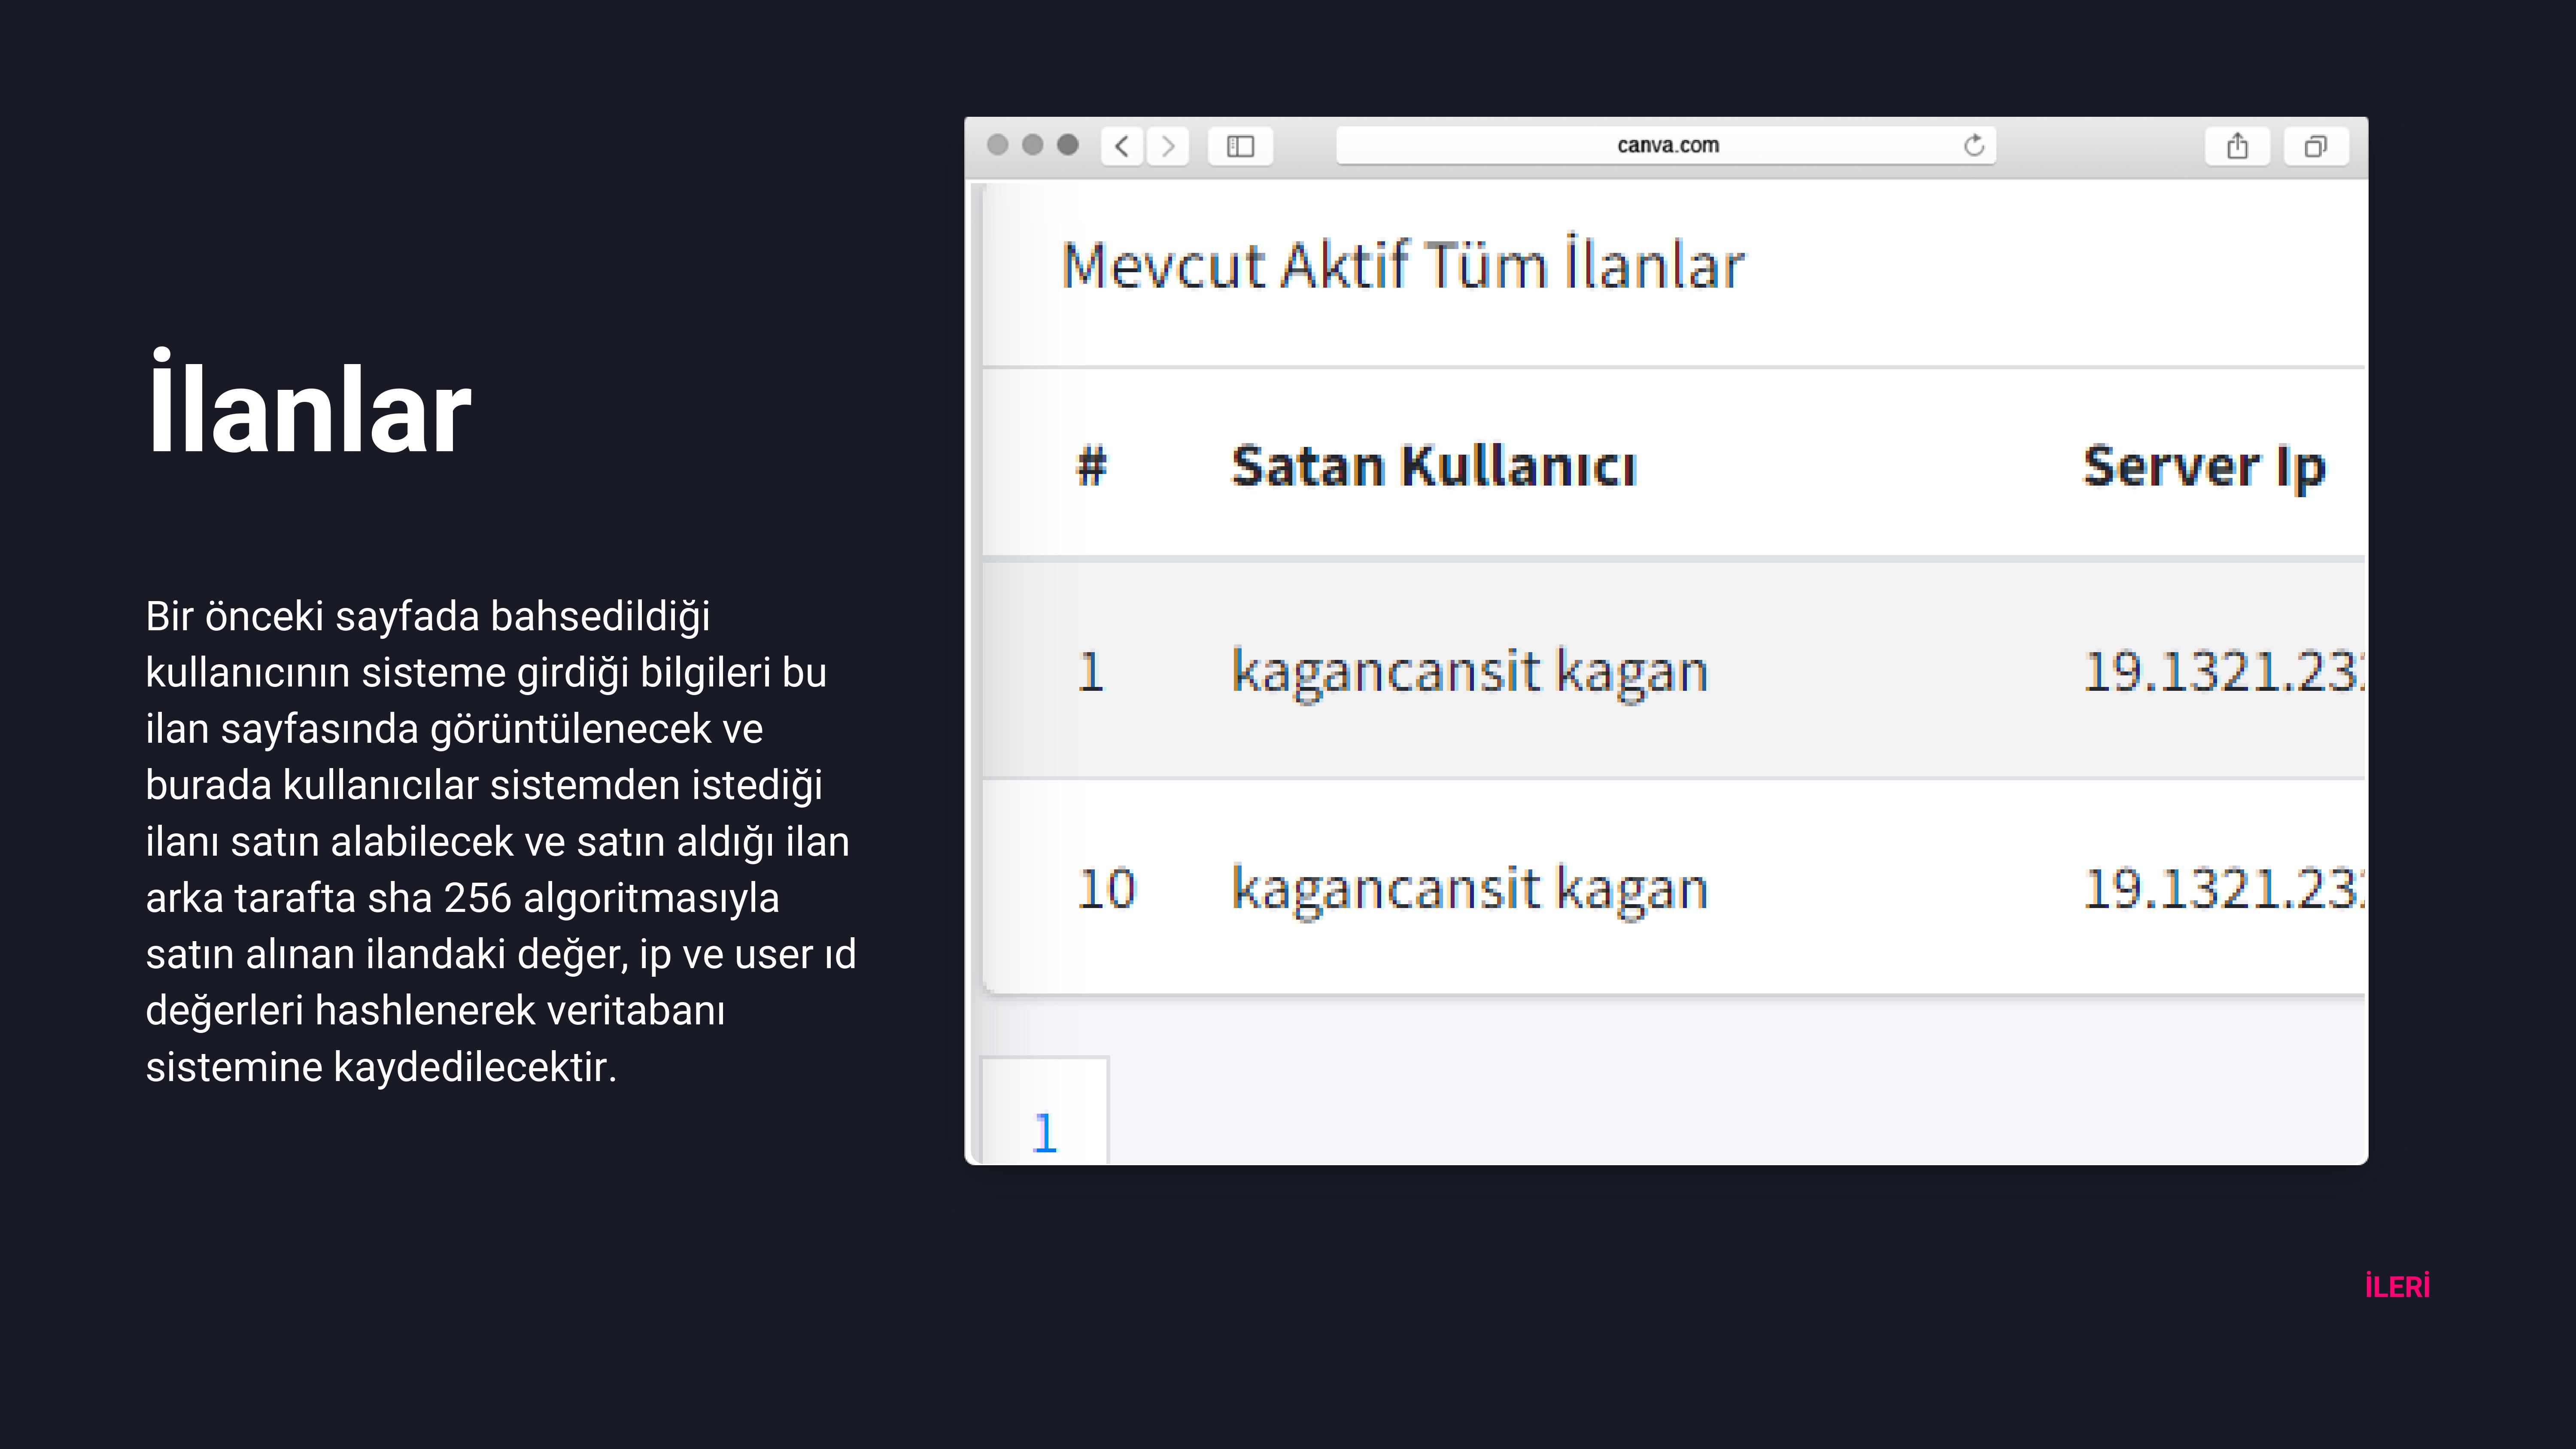 İlanlar
Bir önceki sayfada bahsedildiği
kullanıcının sisteme girdiği bilgileri bu
ilan sayfasında görüntülenecek ve
burada kullanıcılar sistemden istediği
ilanı satın alabilecek ve satın aldığı ilan
arka tarafta sha 256 algoritmasıyla
satın alınan ilandaki değer, ip ve user ıd
değerleri hashlenerek veritabanı
sistemine kaydedilecektir.
canva.com
Mevcut Aktif Tüm İlanlar
# Satan Kullanıcı Server Ip
1 kagancansit kagan 19.1321.23
10 kagancansit kagan 19.1321.23
1
İLERİ